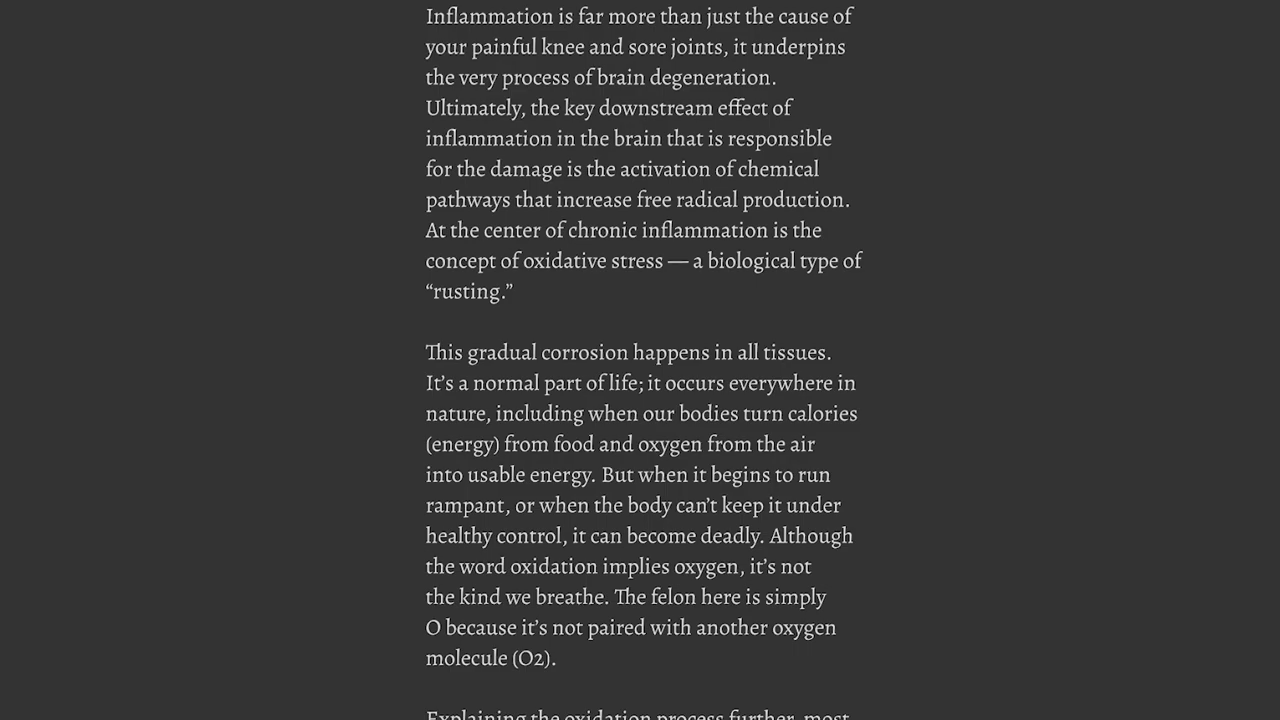 Inflammation is far more than just the cause of
your painful knee and sore joints, it underpins
the very process of brain degeneration.
Ultimately, the key downstream effect of
inflammation in the brain that is responsible
for the damage is the activation of chemical
pathways that increase free radical production.
At the center of chronic inflammation is the
concept of oxidative stress — a biological type of
“rusting.”
This gradual corrosion happens in all tissues.
It’s a normal part of life; it occurs everywhere in
nature, including when our bodies turn calories
(energy) from food and oxygen from the air
into usable energy. But when it begins to run
rampant, or when the body can’t keep it under
healthy control, it can become deadly. Although
the word oxidation implies oxygen, it’s not
the kind we breathe. The felon here is simply
O because it’s not paired with another oxygen
molecule (O2).
Explaining the oxidation process further, most